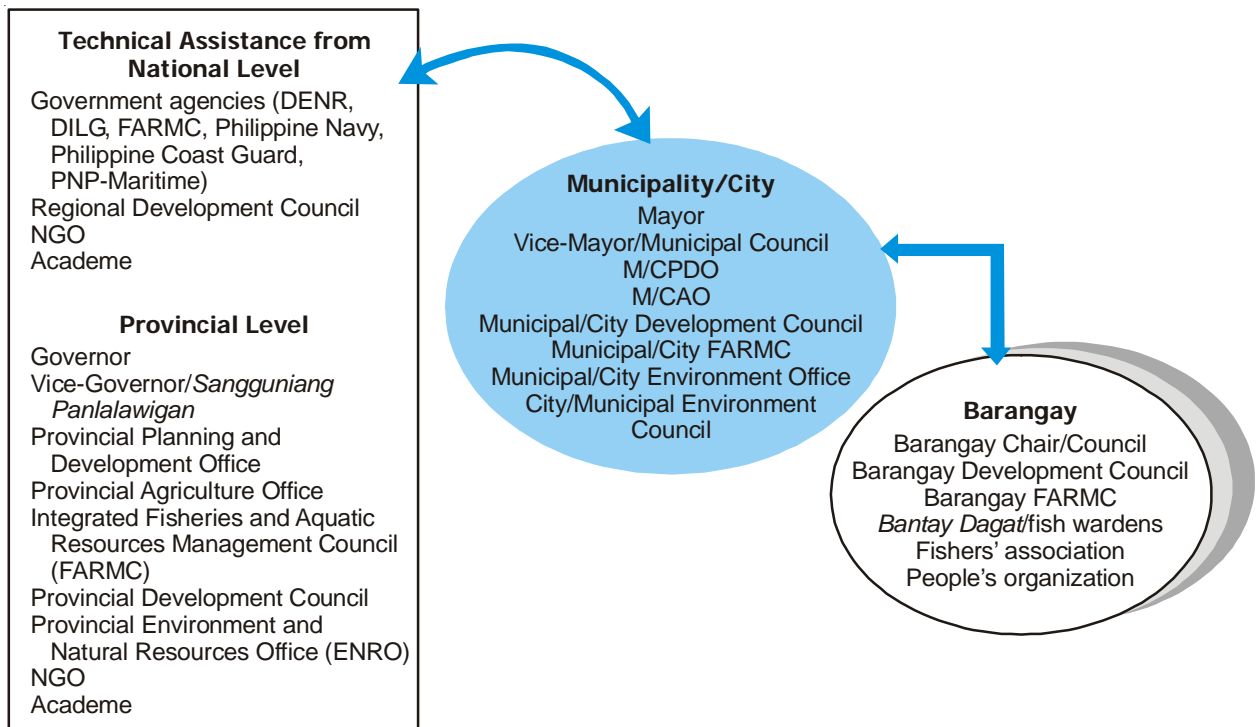 Technical Assistance from
National Level
Government agencies (DENR,
DILG, FARMC, Philippine Navy,
Philippine Coast Guard,
PNP-Maritime)
Regional Development Council
NGO
Academe
Provincial Level
Governor
Vice-Governor/Sangguniang
Panlalawigan
Provincial Planning and
Development Office
Provincial Agriculture Office
Integrated Fisheries and Aquatic
Resources Management Council
(FARMC)
Provincial Development Council
Provincial Environment and
Natural Resources Office (ENRO)
NGO
Academe
Municipality/City
Mayor
Vice-Mayor/Municipal Council
M/CPDO
M/CAO
Municipal/City Development Council
Municipal/City FARMC
Municipal/City Environment Office
City/Municipal Environment
Council
Barangay
Barangay Chair/Council
Barangay Development Council
Barangay FARMC
Bantay Dagat/fish wardens
Fishers’ association
People’s organization